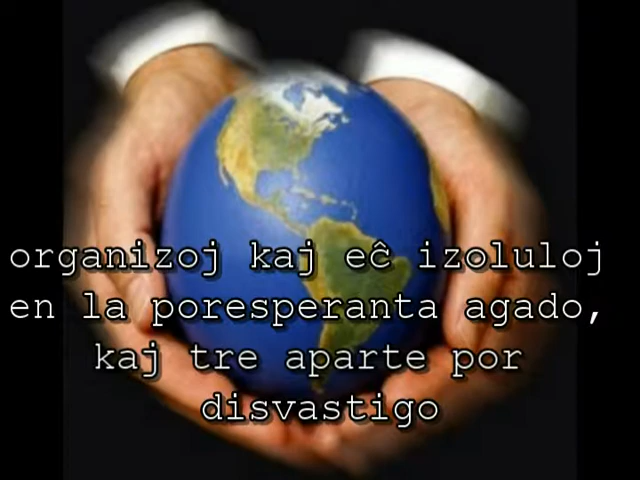 organizoj kaj eĉ izoluloj
en la poresperanta agado,
kaj tre aparte por
disvastigo